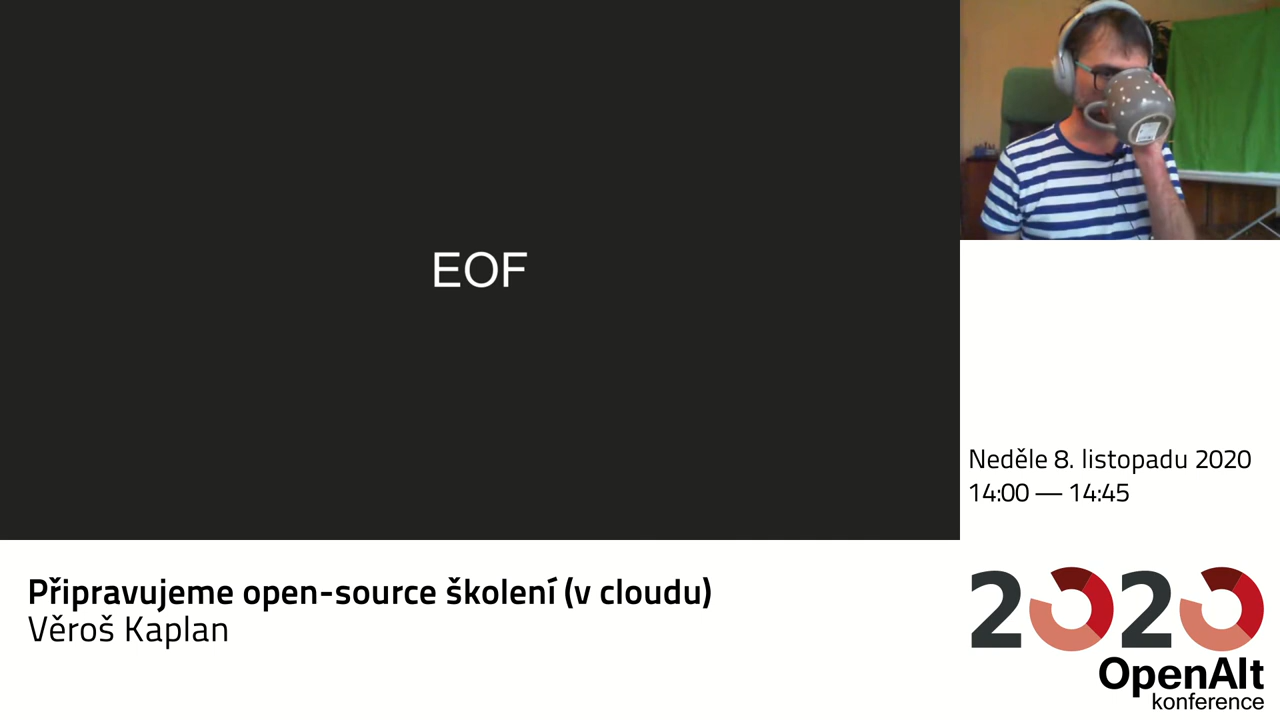 EOF
Neděle 8. listopadu 2020
14:00 — 14:45
Připravujeme open-source školení (v cloudu)
Věroš Kaplan
2020
OpenAlt
konference